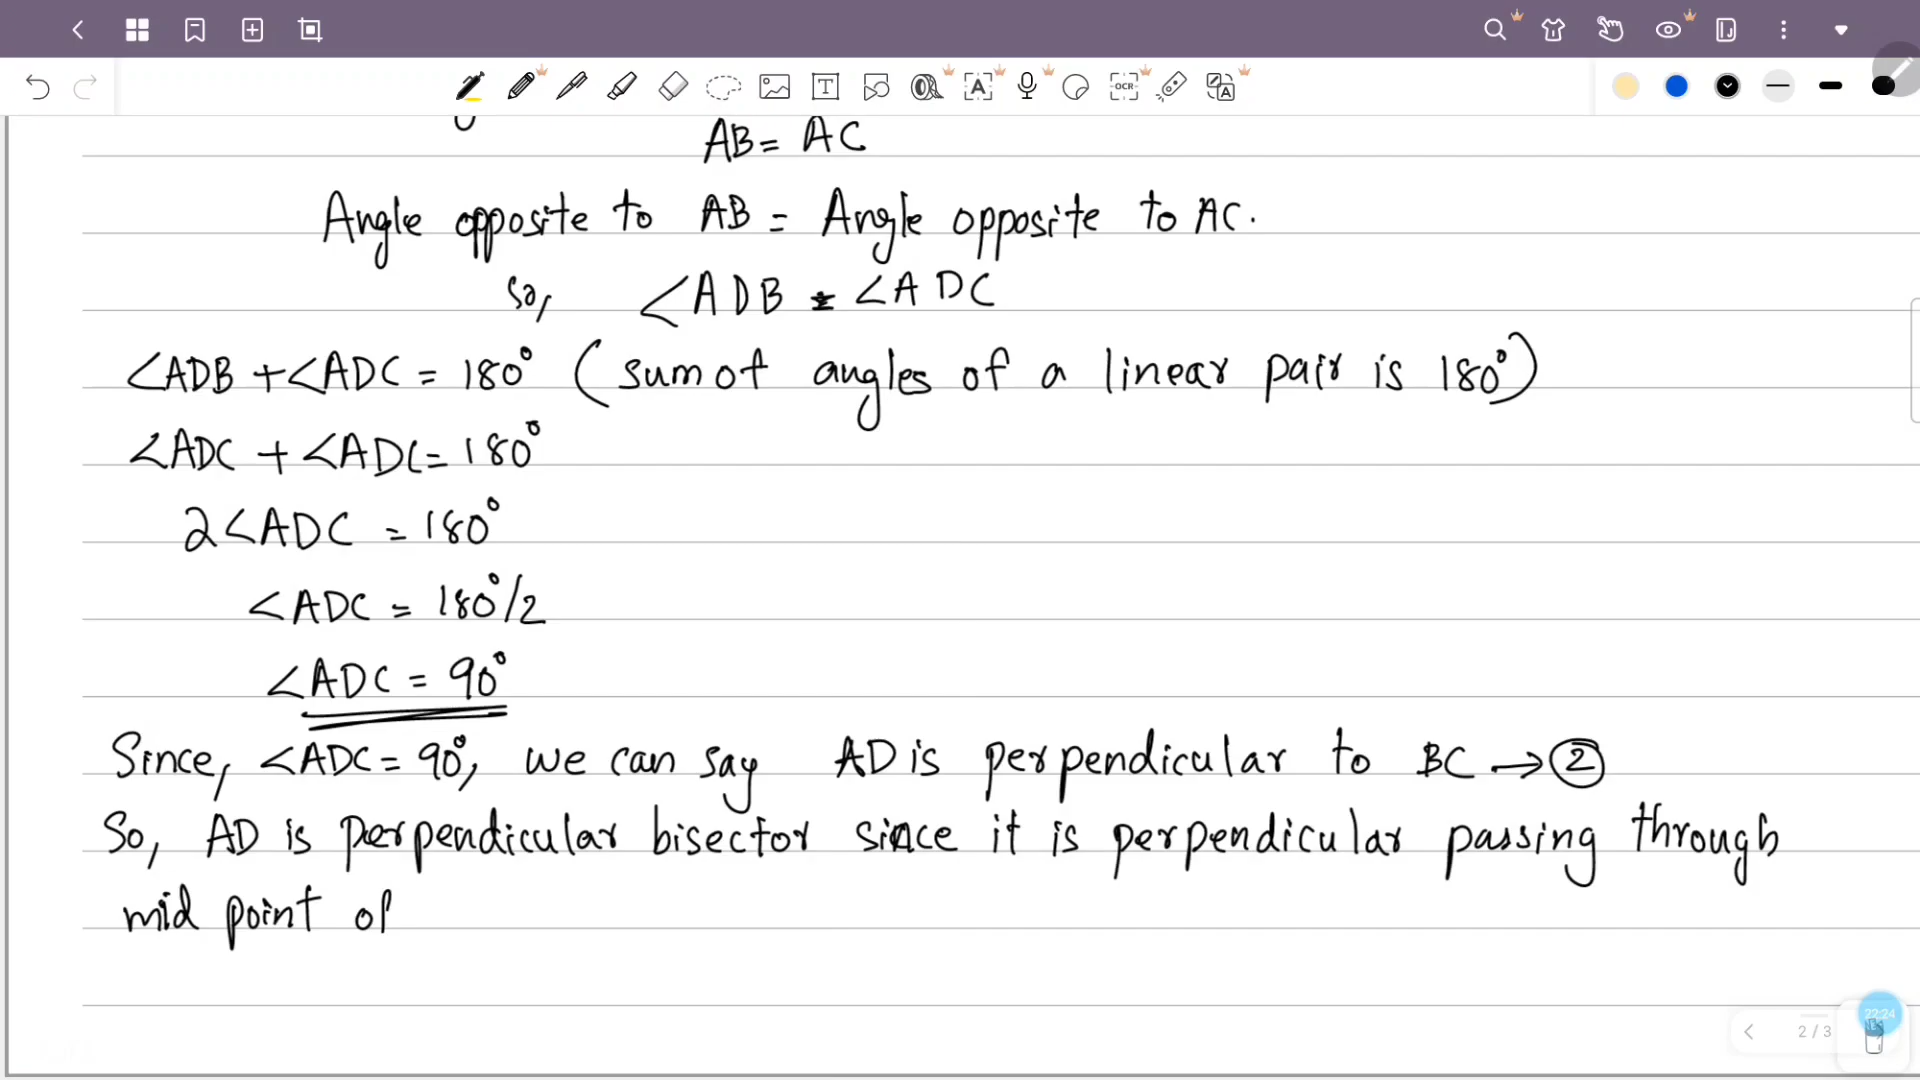 AB = AC
Angle opposite to AB = Angle opposite to AC.
So, ∠ADB = ∠ADC
∠ADB + ∠ADC = 180° (sum of angles of a linear pair is 180°)
∠ADC + ∠ADC = 180°
2∠ADC = 180°
∠ADC = 180°/2
∠ADC = 90°
Since, ∠ADC = 90°, we can say AD is perpendicular to BC → ②
So, AD is perpendicular bisector since it is perpendicular passing through
mid point of
2/3
22:24